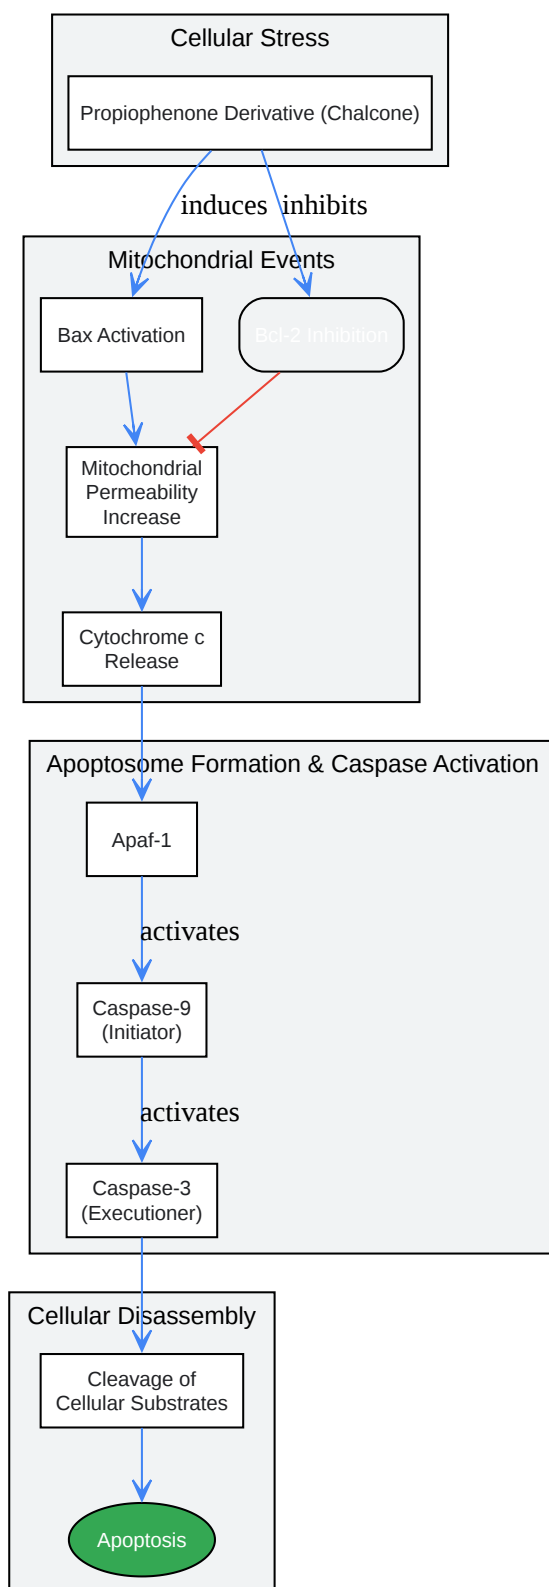 Cellular Stress
Propiophenone Derivative (Chalcone)
induces inhibits
Mitochondrial Events
Bax Activation
Bcl-2 Inhibition
Mitochondrial
Permeability
Increase
Cytochrome c
Release
Apoptosome Formation & Caspase Activation
Apaf-1
activates
Caspase-9
(Initiator)
activates
Caspase-3
(Executioner)
Cellular Disassembly
Cleavage of
Cellular Substrates
Apoptosis